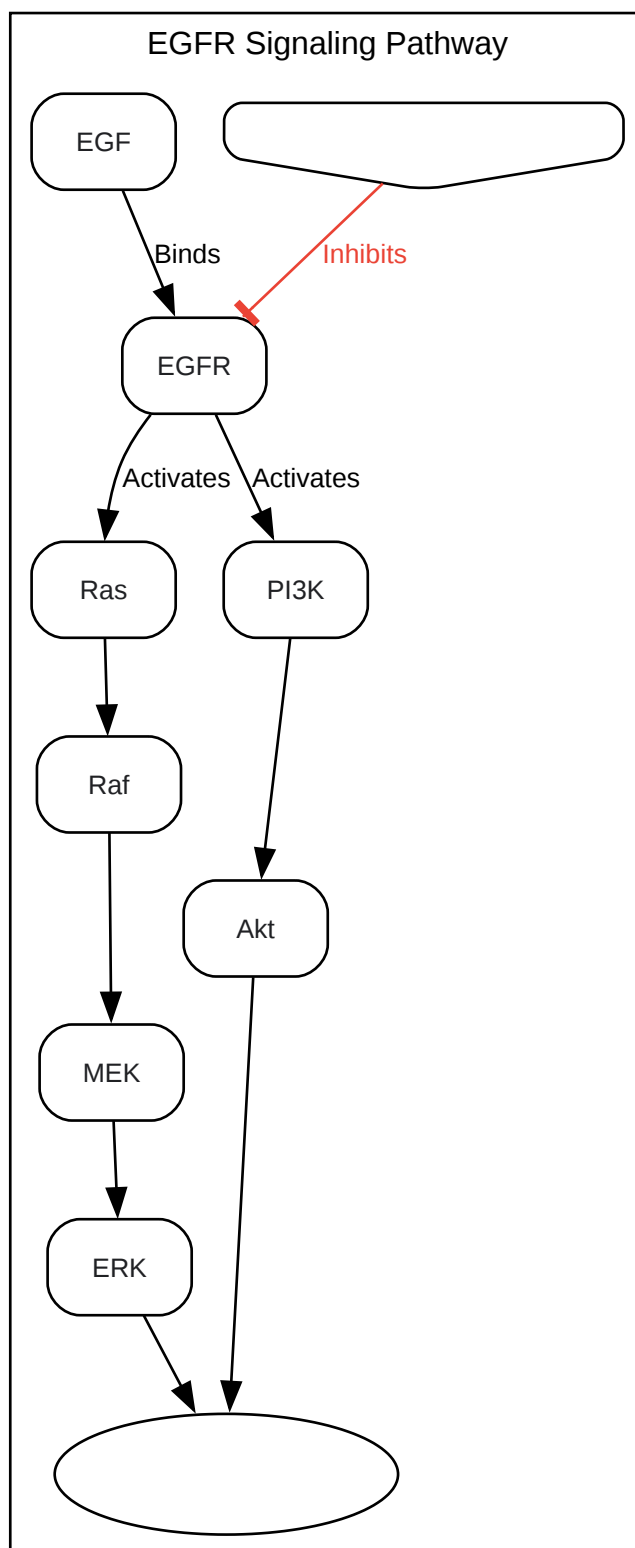 EGFR Signaling Pathway
EGF
Binds
Inhibits
EGFR
Activates
Activates
Ras
PI3K
Raf
Akt
MEK
ERK